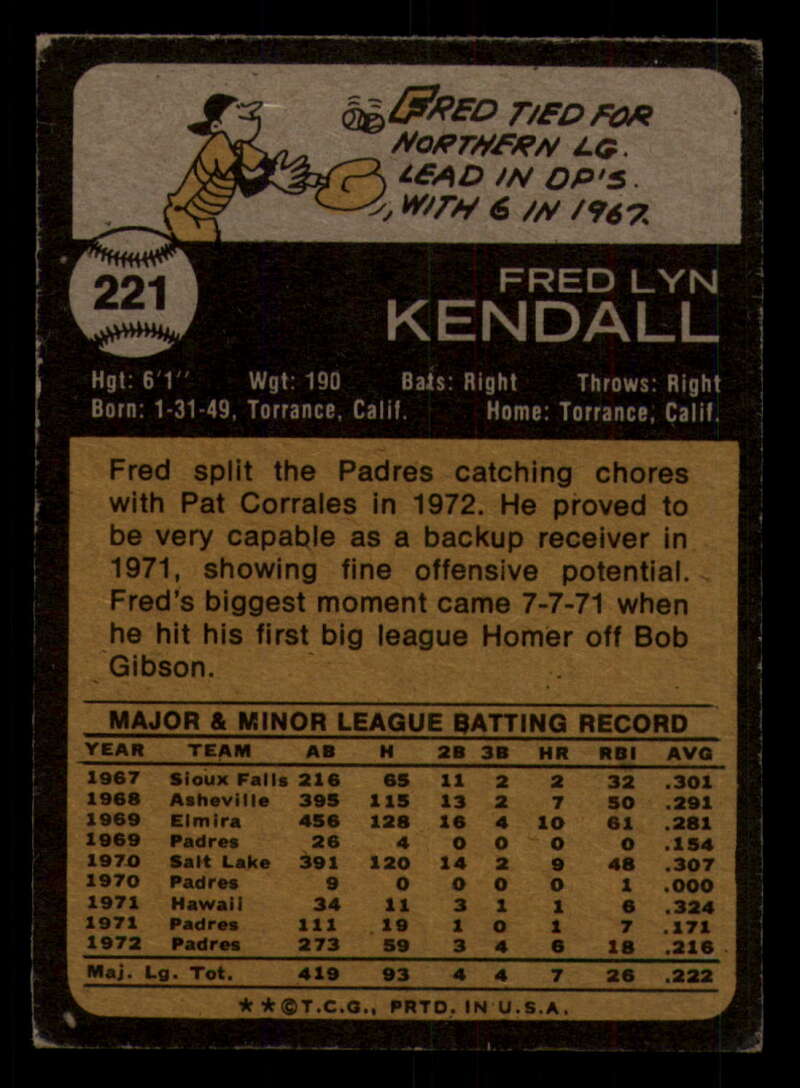 FRED TIED FOR
NORTHERN LG.
LEAD IN DP'S.
WITH 6 IN 1967.
221
FRED LYN
KENDALL
Hgt: 6'1" Wgt: 190 Bats: Right Throws: Right
Born: 1-31-49, Torrance, Calif. Home: Torrance, Calif.
Fred split the Padres catching chores
with Pat Corrales in 1972. He proved to
be very capable as a backup receiver in
1971, showing fine offensive potential.
Fred's biggest moment came 7-7-71 when
he hit his first big league Homer off Bob
Gibson.
MAJOR & MINOR LEAGUE BATTING RECORD
YEAR TEAM AB H 2B 3B HR RBI AVG
1967 Sioux Falls 216 65 11 2 2 32 .301
1968 Asheville 395 115 13 2 7 50 .291
1969 Elmira 456 128 16 4 10 61 .281
1969 Padres 26 4 0 0 0 0 .154
1970 Salt Lake 391 120 14 2 9 48 .307
1970 Padres 9 0 0 0 0 1 .000
1971 Hawaii 34 11 3 1 1 6 .324
1971 Padres 111 19 1 0 1 7 .171
1972 Padres 273 59 3 4 6 18 .216
Maj. Lg. Tot. 419 93 4 4 7 26 .222
★★©T.C.G., PRTD. IN U.S.A.